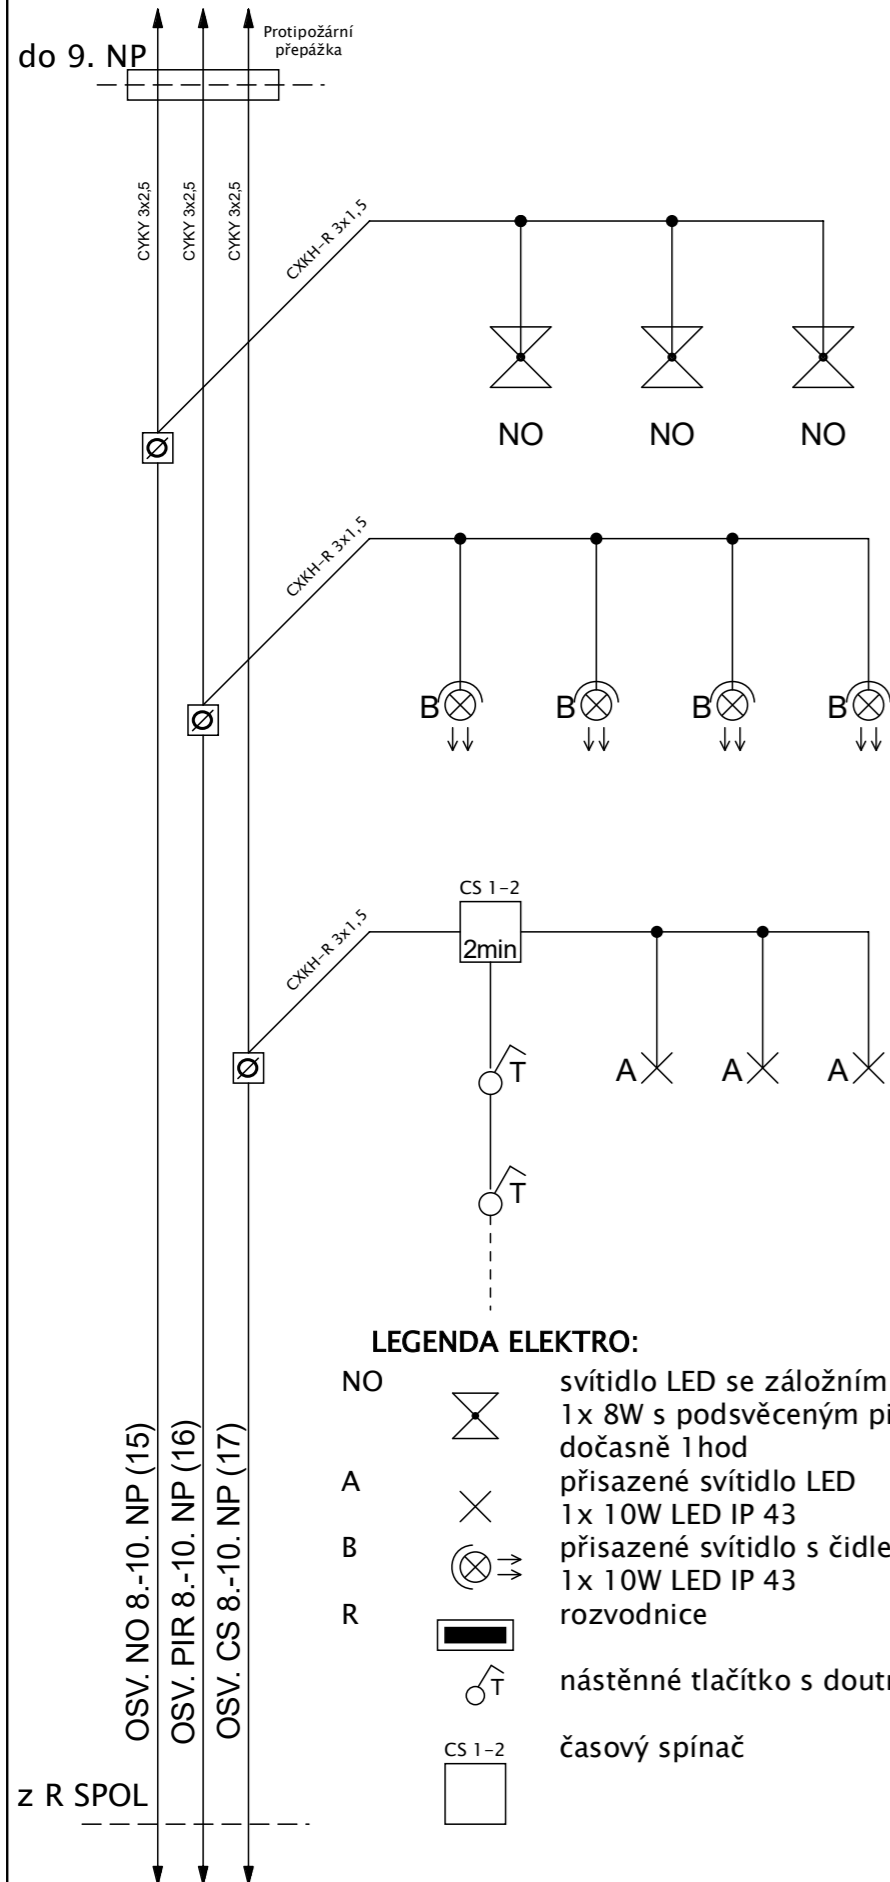 Protipožární
přepážka
do 9. NP
CYKY 3x2,5
CYKY 3x2,5
CYKY 3x2,5
CXKH-R 3x1,5
NO
NO
NO
CXKH-R 3x1,5
B
B
B
B
CS 1-2
CXKH-R 3x1,5
2min
T
A
A
A
T
LEGENDA ELEKTRO:
NO
svítidlo LED se záložním
1x 8W s podsvěceným
dočasně 1hod
A
přisazené svítidlo LED
1x 10W LED IP 43
B
přisazené svítidlo s
1x 10W LED IP 43
R
rozvodnice
T
nástěnné tlačítko s
CS 1-2
časový spínač
OSV. NO 8.-10. NP (15)
OSV. PIR 8.-10. NP (16)
OSV. CS 8.-10. NP (17)
z R SPOL